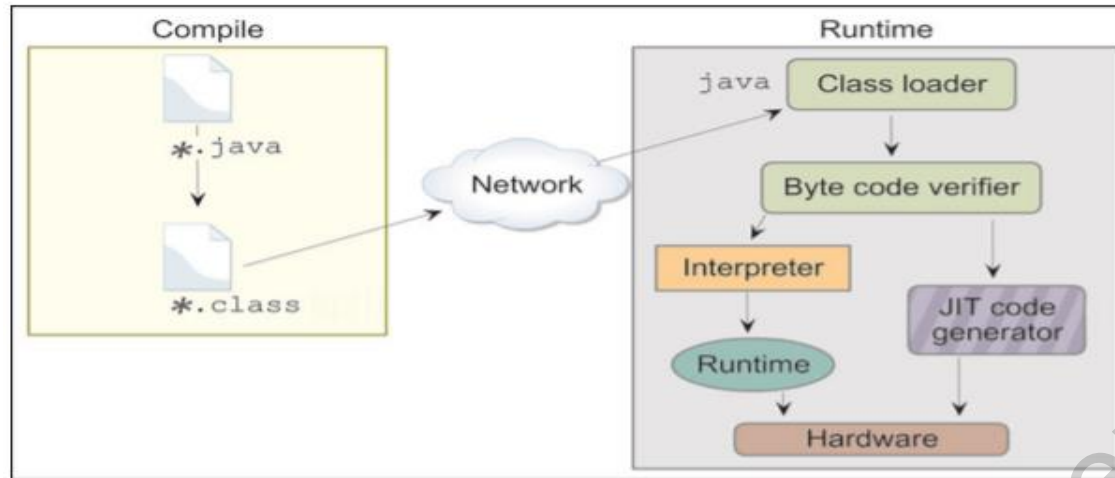 Compile
*.java
*.class
Network
Runtime
java
Class loader
Byte code verifier
Interpreter
JIT code
generator
Runtime
Hardware